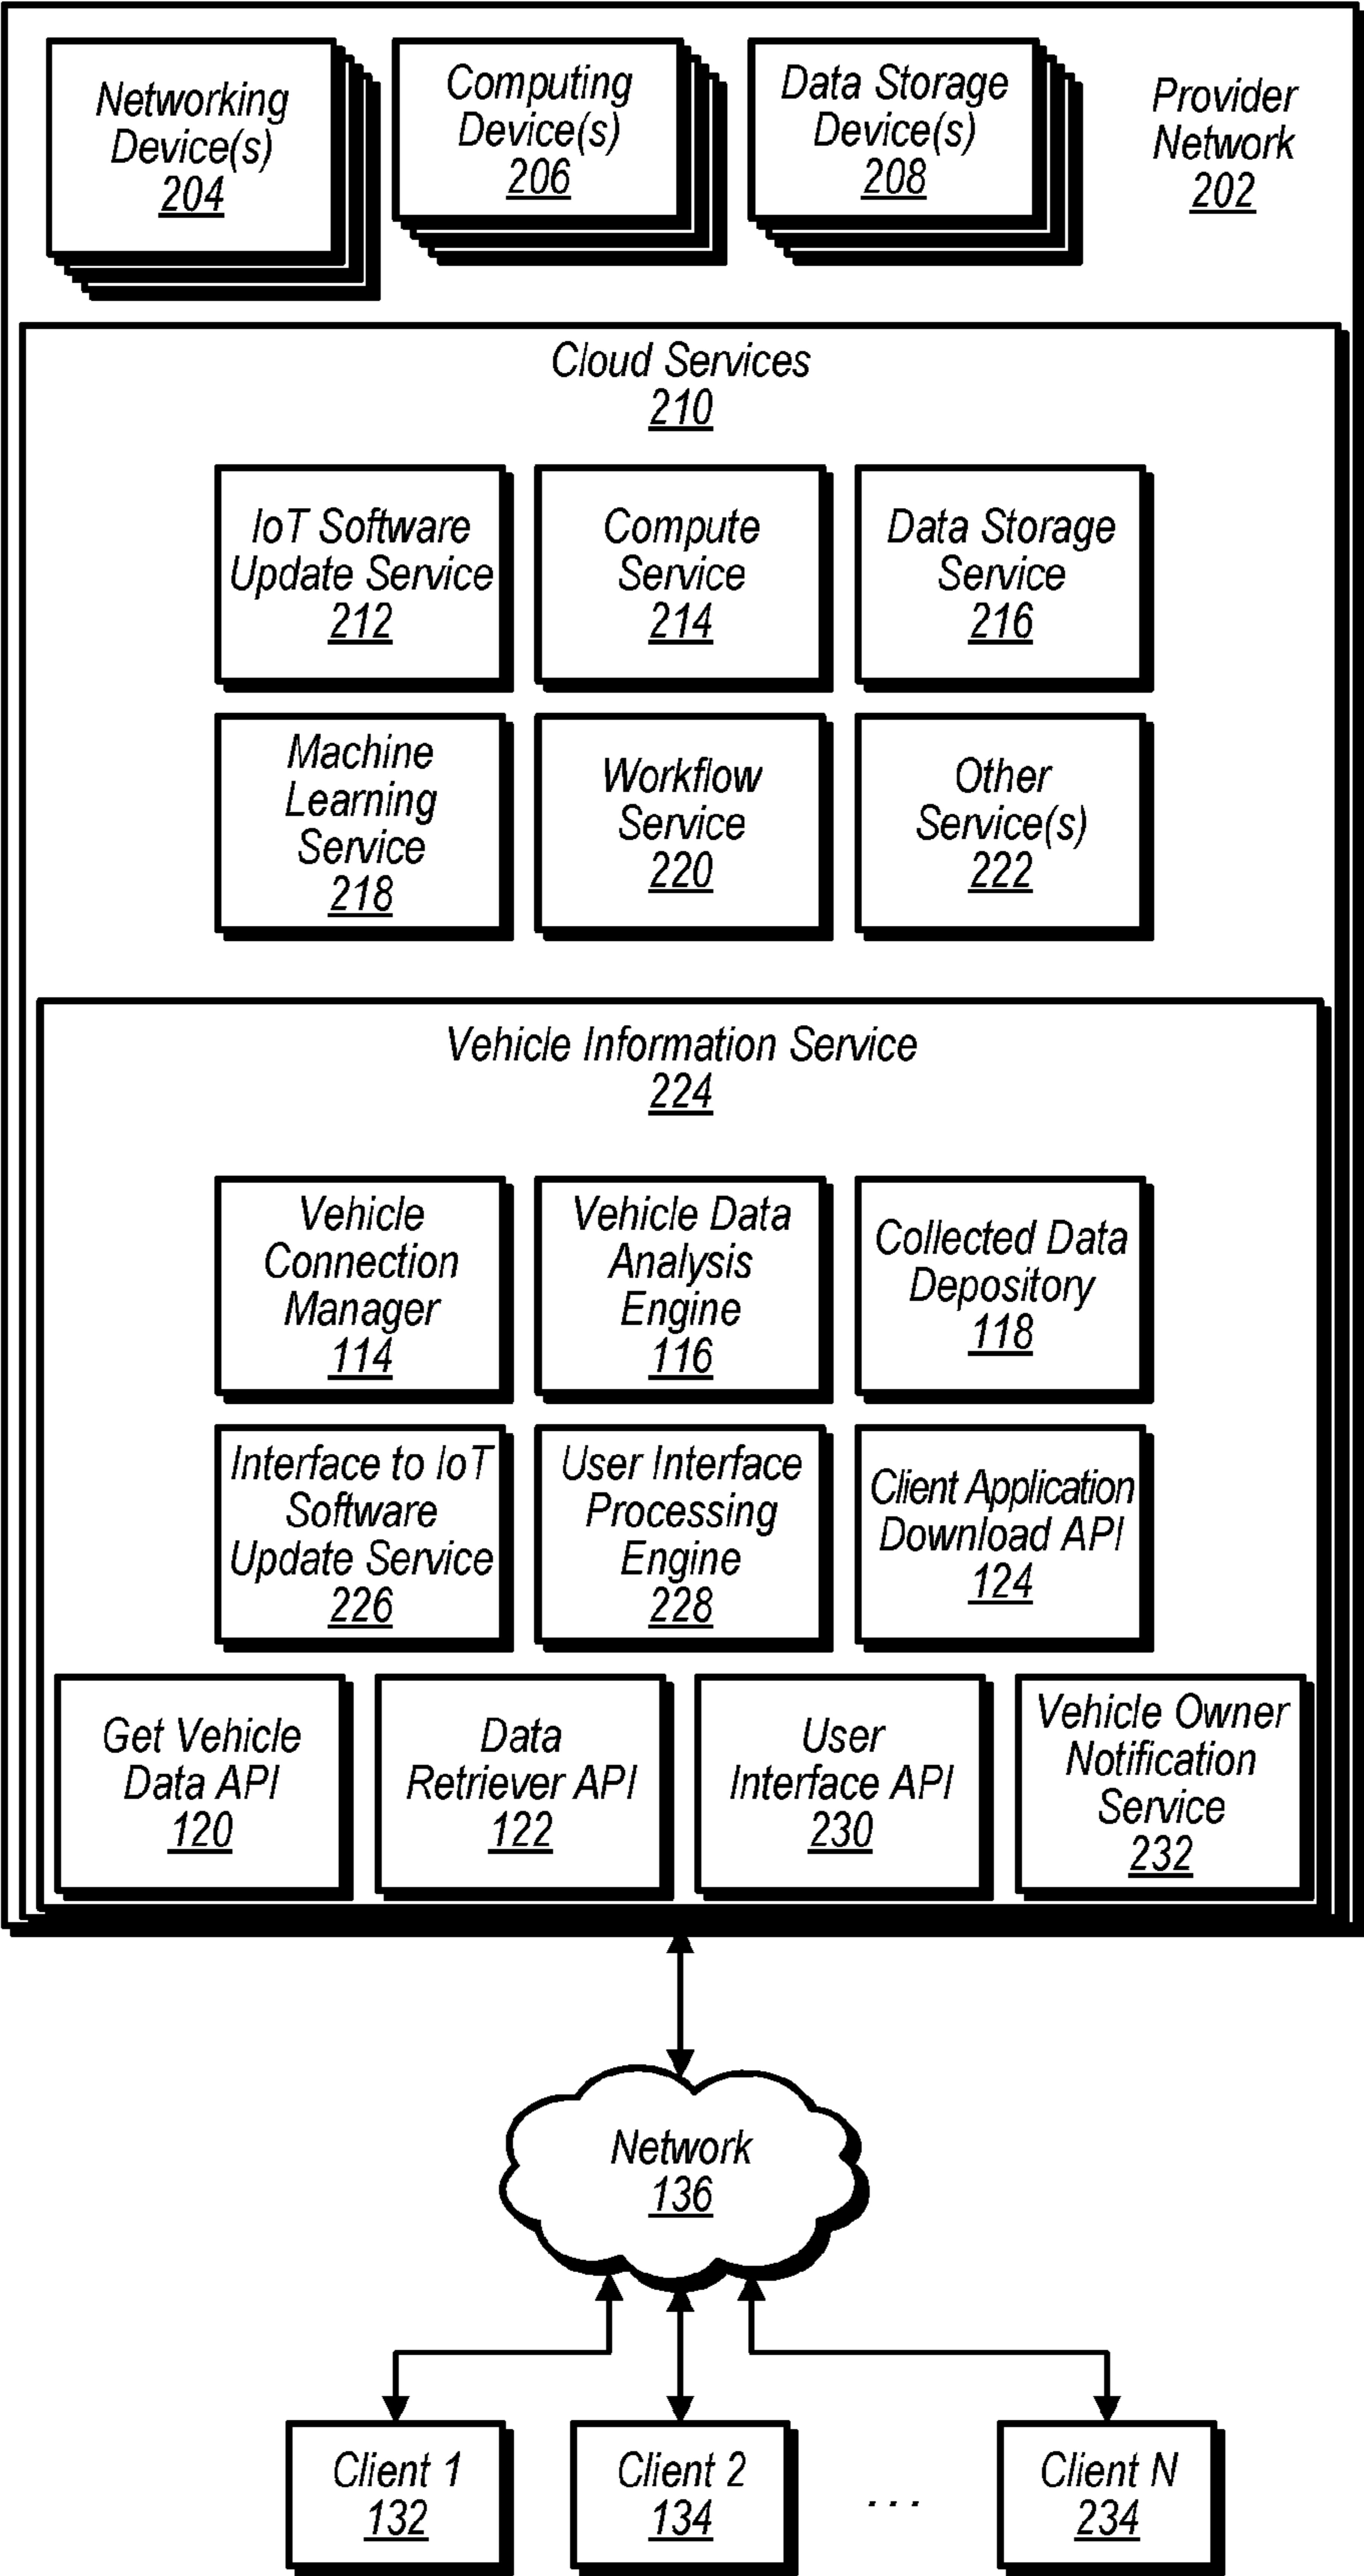 Networking
Device(s)
204
Computing
Device(s)
206
Data Storage
Device(s)
208
Provider
Network
202
Cloud Services
210
IoT Software
Update Service
212
Compute
Service
214
Data Storage
Service
216
Machine
Learning
Service
218
Workflow
Service
220
Other
Service(s)
222
Vehicle Information Service
224
Vehicle
Connection
Manager
114
Vehicle Data
Analysis
Engine
116
Collected Data
Depository
118
Interface to IoT
Software
Update Service
226
User Interface
Processing
Engine
228
Client Application
Download API
124
Get Vehicle
Data API
120
Data
Retriever API
122
User
Interface API
230
Vehicle Owner
Notification
Service
232
Network
136
Client 1
132
Client 2
134
. . .
Client N
234